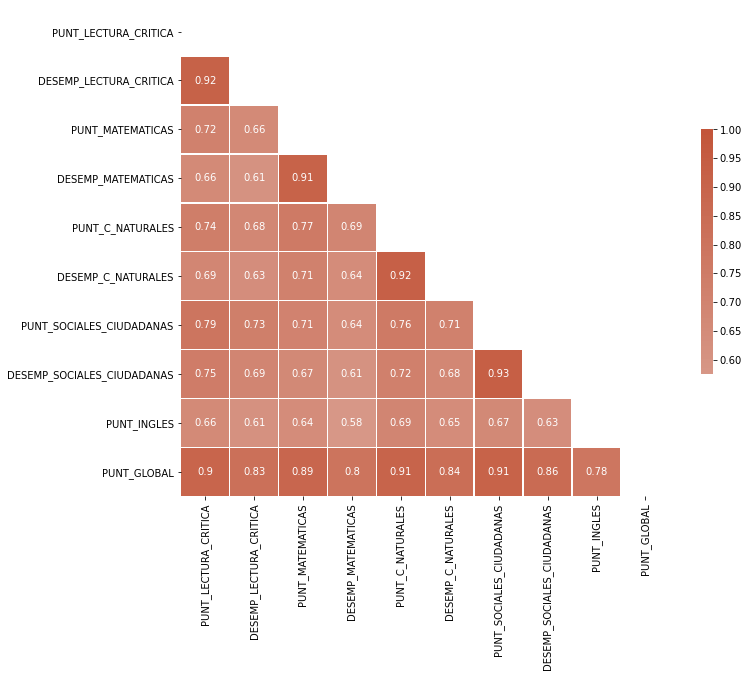 PUNT_LECTURA_CRITICA
DESEMP_LECTURA_CRITICA 0.92
PUNT_MATEMATICAS 0.72 0.66
DESEMP_MATEMATICAS 0.66 0.61 0.91
PUNT_C_NATURALES 0.74 0.68 0.77 0.69
DESEMP_C_NATURALES 0.69 0.63 0.71 0.64 0.92
PUNT_SOCIALES_CIUDADANAS 0.79 0.73 0.71 0.64 0.76 0.71
DESEMP_SOCIALES_CIUDADANAS 0.75 0.69 0.67 0.61 0.72 0.68 0.93
PUNT_INGLES 0.66 0.61 0.64 0.58 0.69 0.65 0.67 0.63
PUNT_GLOBAL 0.9 0.83 0.89 0.8 0.91 0.84 0.91 0.86 0.78
PUNT_LECTURA_CRITICA
DESEMP_LECTURA_CRITICA
PUNT_MATEMATICAS
DESEMP_MATEMATICAS
PUNT_C_NATURALES
DESEMP_C_NATURALES
PUNT_SOCIALES_CIUDADANAS
DESEMP_SOCIALES_CIUDADANAS
PUNT_INGLES
PUNT_GLOBAL
1.00
0.95
0.90
0.85
0.80
0.75
0.70
0.65
0.60